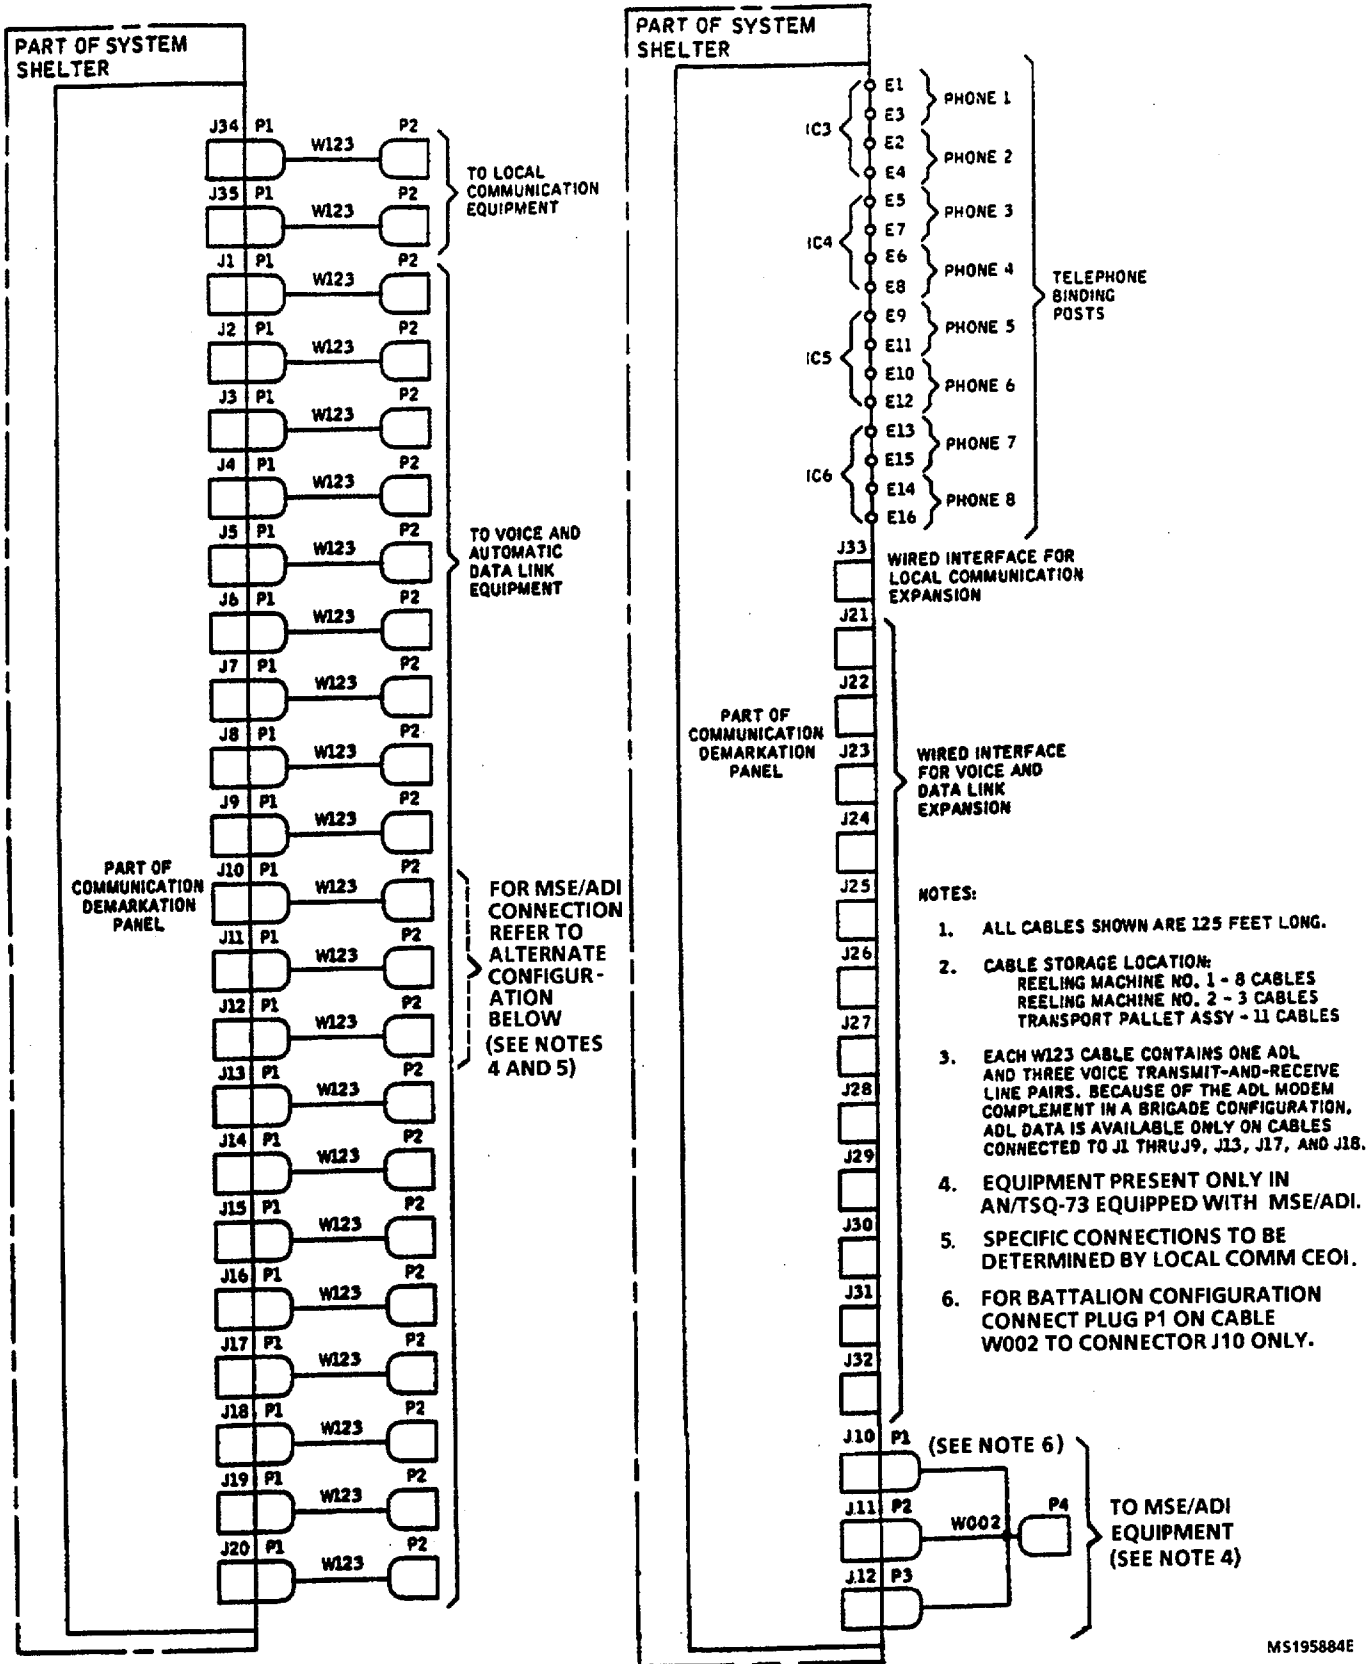 PART OF SYSTEM
SHELTER
J34 P1 W123 P2
J35 P1 W123 P2
TO LOCAL
COMMUNICATION
EQUIPMENT
J1 P1 W123 P2
J2 P1 W123 P2
J3 P1 W123 P2
J4 P1 W123 P2
J5 P1 W123 P2
J6 P1 W123 P2
J7 P1 W123 P2
J8 P1 W123 P2
J9 P1 W123 P2
J10 P1 W123 P2
J11 P1 W123 P2
J12 P1 W123 P2
J13 P1 W123 P2
J14 P1 W123 P2
J15 P1 W123 P2
J16 P1 W123 P2
J17 P1 W123 P2
J18 P1 W123 P2
J19 P1 W123 P2
J20 P1 W123 P2
TO VOICE AND
AUTOMATIC
DATA LINK
EQUIPMENT
PART OF
COMMUNICATION
DEMARKATION
PANEL
FOR MSE/ADI
CONNECTION
REFER TO
ALTERNATE
CONFIGUR-
ATION
BELOW
(SEE NOTES
4 AND 5)
PART OF SYSTEM
SHELTER
IC3
E1
E3
PHONE 1
E2
E4
PHONE 2
IC4
E5
E7
PHONE 3
E6
E8
PHONE 4
IC5
E9
E11
PHONE 5
E10
E12
PHONE 6
IC6
E13
E15
PHONE 7
E14
E16
PHONE 8
TELEPHONE
BINDING
POSTS
J33
WIRED INTERFACE FOR
LOCAL COMMUNICATION
EXPANSION
J21
J22
J23
J24
J25
J26
J27
J28
J29
J30
J31
J32
PART OF
COMMUNICATION
DEMARKATION
PANEL
WIRED INTERFACE
FOR VOICE AND
DATA LINK
EXPANSION
NOTES:
1. ALL CABLES SHOWN ARE 125 FEET LONG.
2. CABLE STORAGE LOCATION:
REELING MACHINE NO. 1 - 8 CABLES
REELING MACHINE NO. 2 - 3 CABLES
TRANSPORT PALLET ASSY - 11 CABLES
3. EACH W123 CABLE CONTAINS ONE ADL
AND THREE VOICE TRANSMIT-AND-RECEIVE
LINE PAIRS. BECAUSE OF THE ADL MODEM
COMPLEMENT IN A BRIGADE CONFIGURATION,
ADL DATA IS AVAILABLE ONLY ON CABLES
CONNECTED TO J1 THRU J9, J13, J17, AND J18.
4. EQUIPMENT PRESENT ONLY IN
AN/TSQ-73 EQUIPPED WITH MSE/ADI.
5. SPECIFIC CONNECTIONS TO BE
DETERMINED BY LOCAL COMM CEOI.
6. FOR BATTALION CONFIGURATION
CONNECT PLUG P1 ON CABLE
W002 TO CONNECTOR J10 ONLY.
J10 P1 (SEE NOTE 6)
J11 P2 W002 P4
J12 P3
TO MSE/ADI
EQUIPMENT
(SEE NOTE 4)
MS195884E